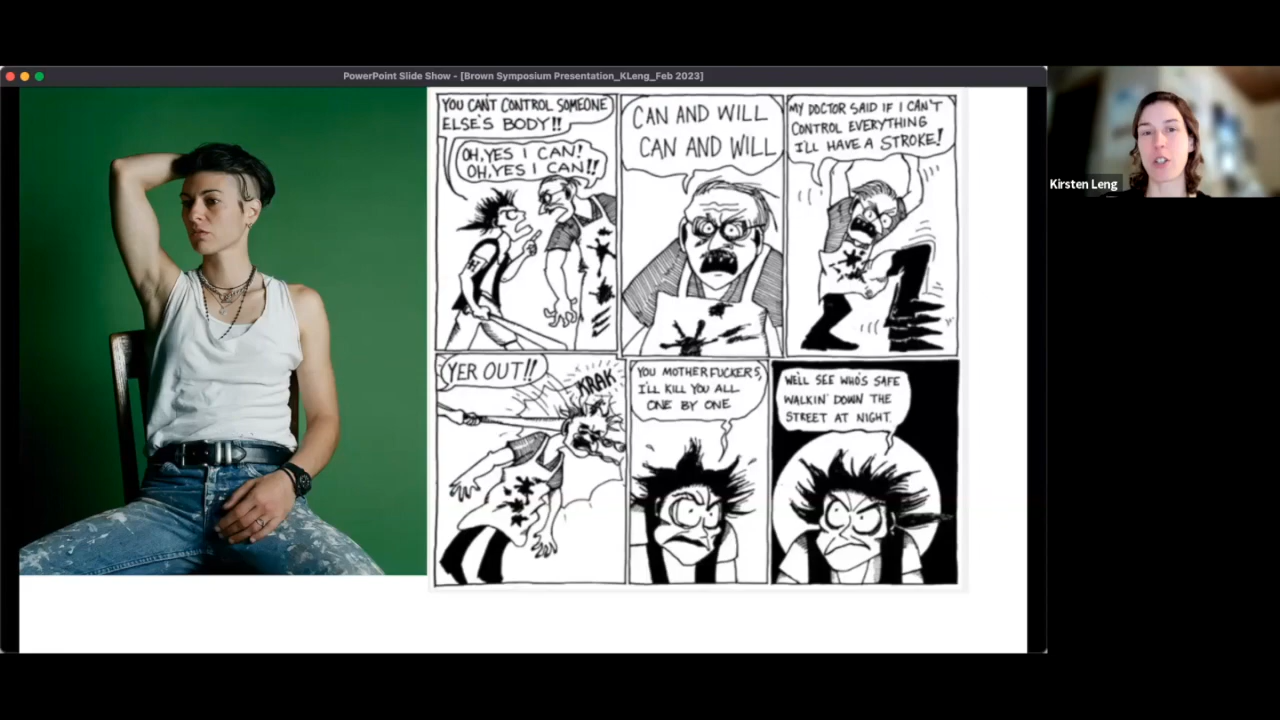 PowerPoint Slide Show - [Brown Symposium Presentation_KLeng_Feb 2023]
YOU CAN'T CONTROL SOMEONE
ELSE'S BODY!!
OH, YES I CAN!
OH, YES I CAN!!
CAN AND WILL
CAN AND WILL
MY DOCTOR SAID IF I CAN'T
CONTROL EVERYTHING
I'LL HAVE A STROKE!
YER OUT!!
KRAK
YOU MOTHERFUCKERS,
I'LL KILL YOU ALL
ONE BY ONE
WE'LL SEE WHO'S SAFE
WALKIN' DOWN THE
STREET AT NIGHT.
Kirsten Leng